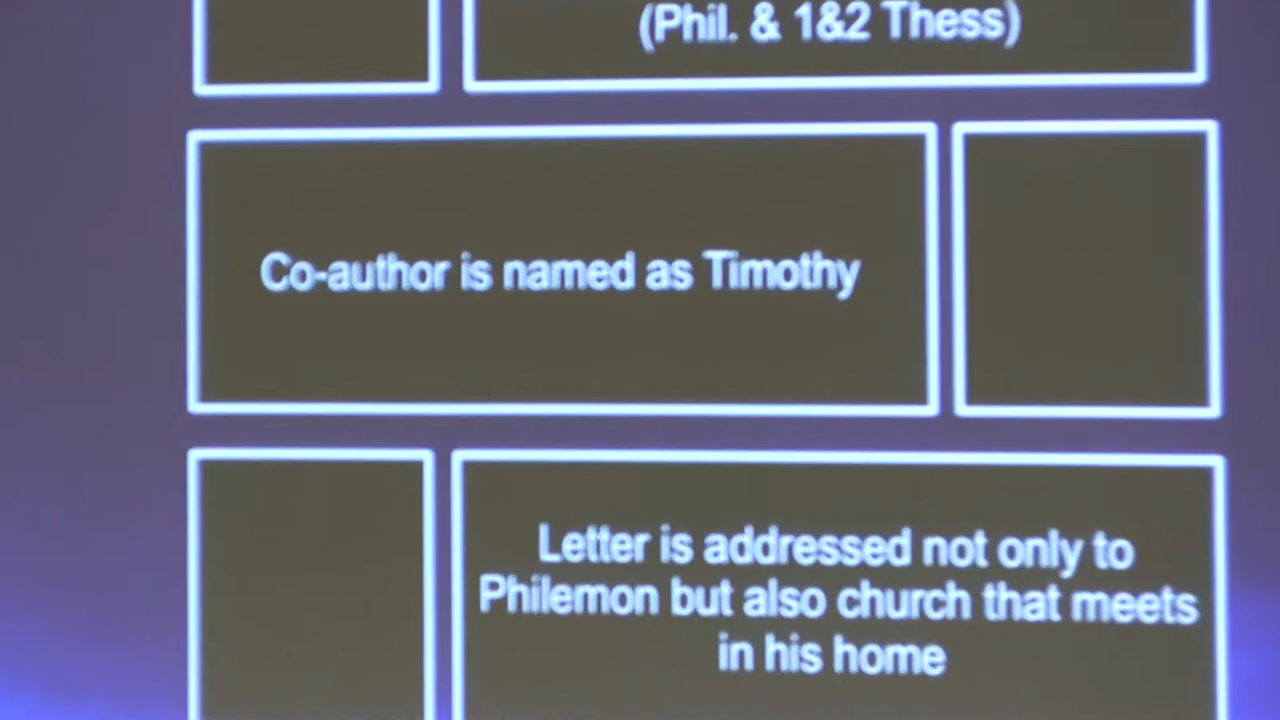 (Phil. & 1&2 Thess)
Co-author is named as Timothy
Letter is addressed not only to
Philemon but also church that meets
in his home